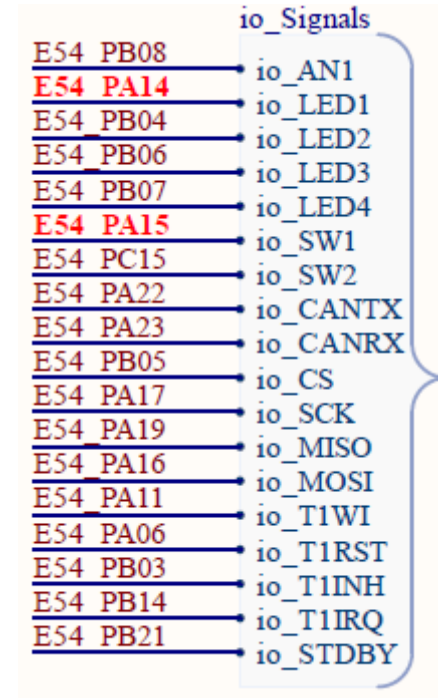 io_Signals
E54_PB08 io_AN1
E54_PA14 io_LED1
E54_PB04 io_LED2
E54_PB06 io_LED3
E54_PB07 io_LED4
E54_PA15 io_SW1
E54_PC15 io_SW2
E54_PA22 io_CANTX
E54_PA23 io_CANRX
E54_PB05 io_CS
E54_PA17 io_SCK
E54_PA19 io_MISO
E54_PA16 io_MOSI
E54_PA11 io_T1WI
E54_PA06 io_T1RST
E54_PB03 io_T1INH
E54_PB14 io_T1IRQ
E54_PB21 io_STDBY